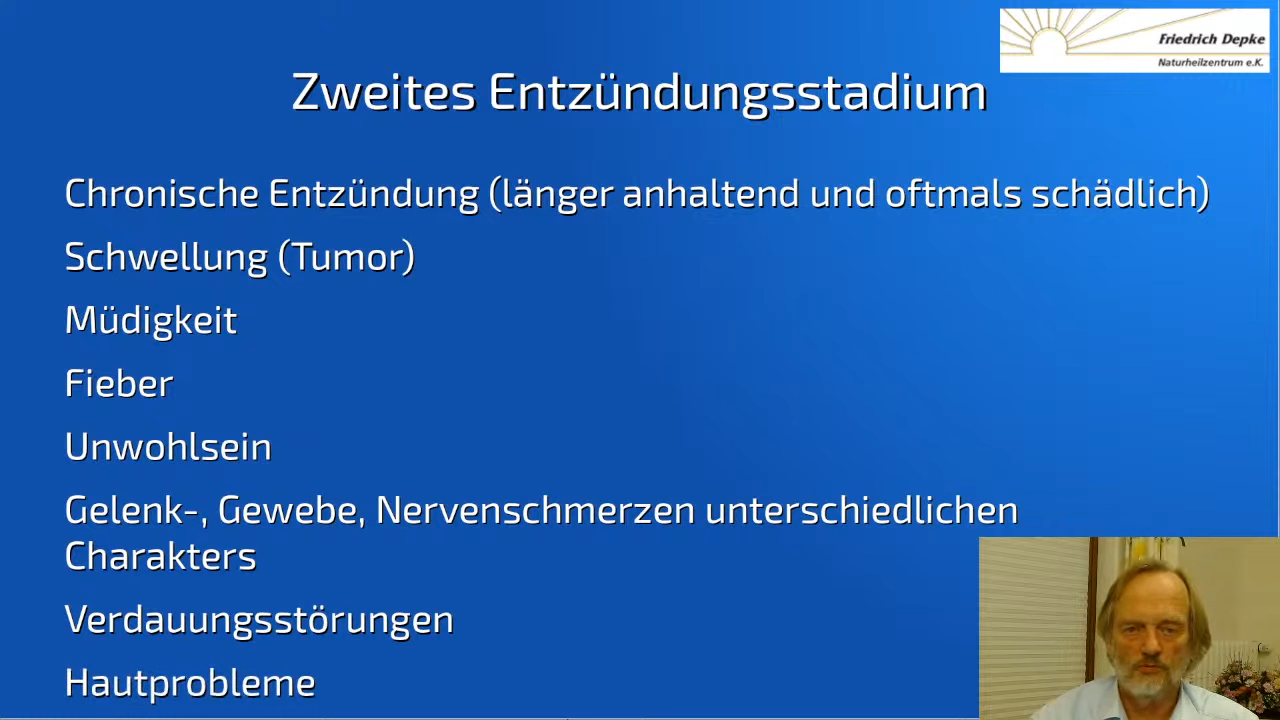 Friedrich Depke
Naturheilzentrum e.K.
Zweites Entzündungsstadium
Chronische Entzündung (länger anhaltend und oftmals schädlich)
Schwellung (Tumor)
Müdigkeit
Fieber
Unwohlsein
Gelenk-, Gewebe, Nervenschmerzen unterschiedlichen
Charakters
Verdauungsstörungen
Hautprobleme